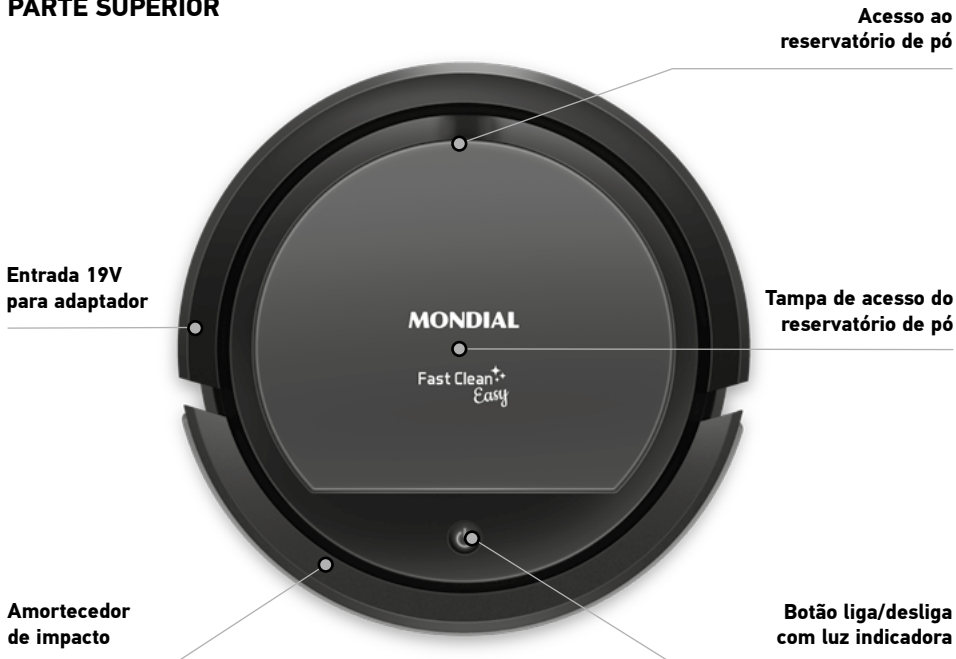 PARTE SUPERIOR
Acesso ao
reservatório de pó
Entrada 19V
para adaptador
Tampa de acesso do
reservatório de pó
MONDIAL
Fast Clean
Easy
Amortecedor
de impacto
Botão liga/desliga
com luz indicadora